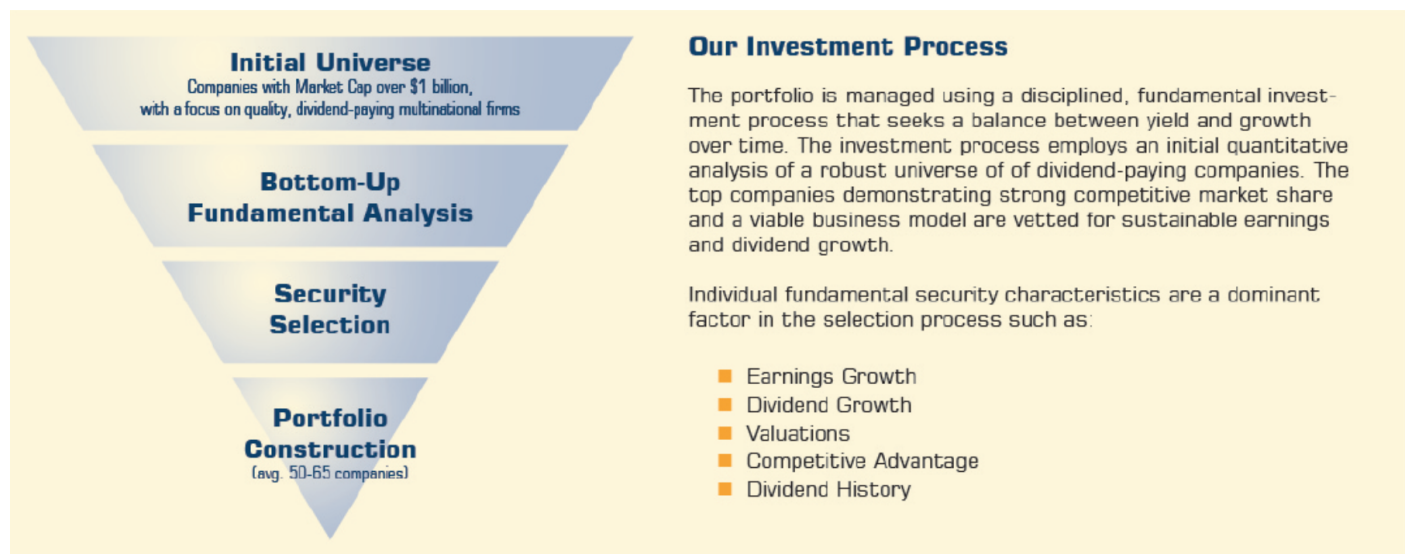 Initial Universe
Companies with Market Cap over $1 billion,
with a focus on quality, dividend-paying multinational firms
Bottom-Up
Fundamental Analysis
Security
Selection
Portfolio
Construction
(avg. 50-65 companies)
Our Investment Process
The portfolio is managed using a disciplined, fundamental invest-
ment process that seeks a balance between yield and growth
over time. The investment process employs an initial quantitative
analysis of a robust universe of of dividend-paying companies. The
top companies demonstrating strong competitive market share
and a viable business model are vetted for sustainable earnings
and dividend growth.
Individual fundamental security characteristics are a dominant
factor in the selection process such as:
Earnings Growth
Dividend Growth
Valuations
Competitive Advantage
Dividend History